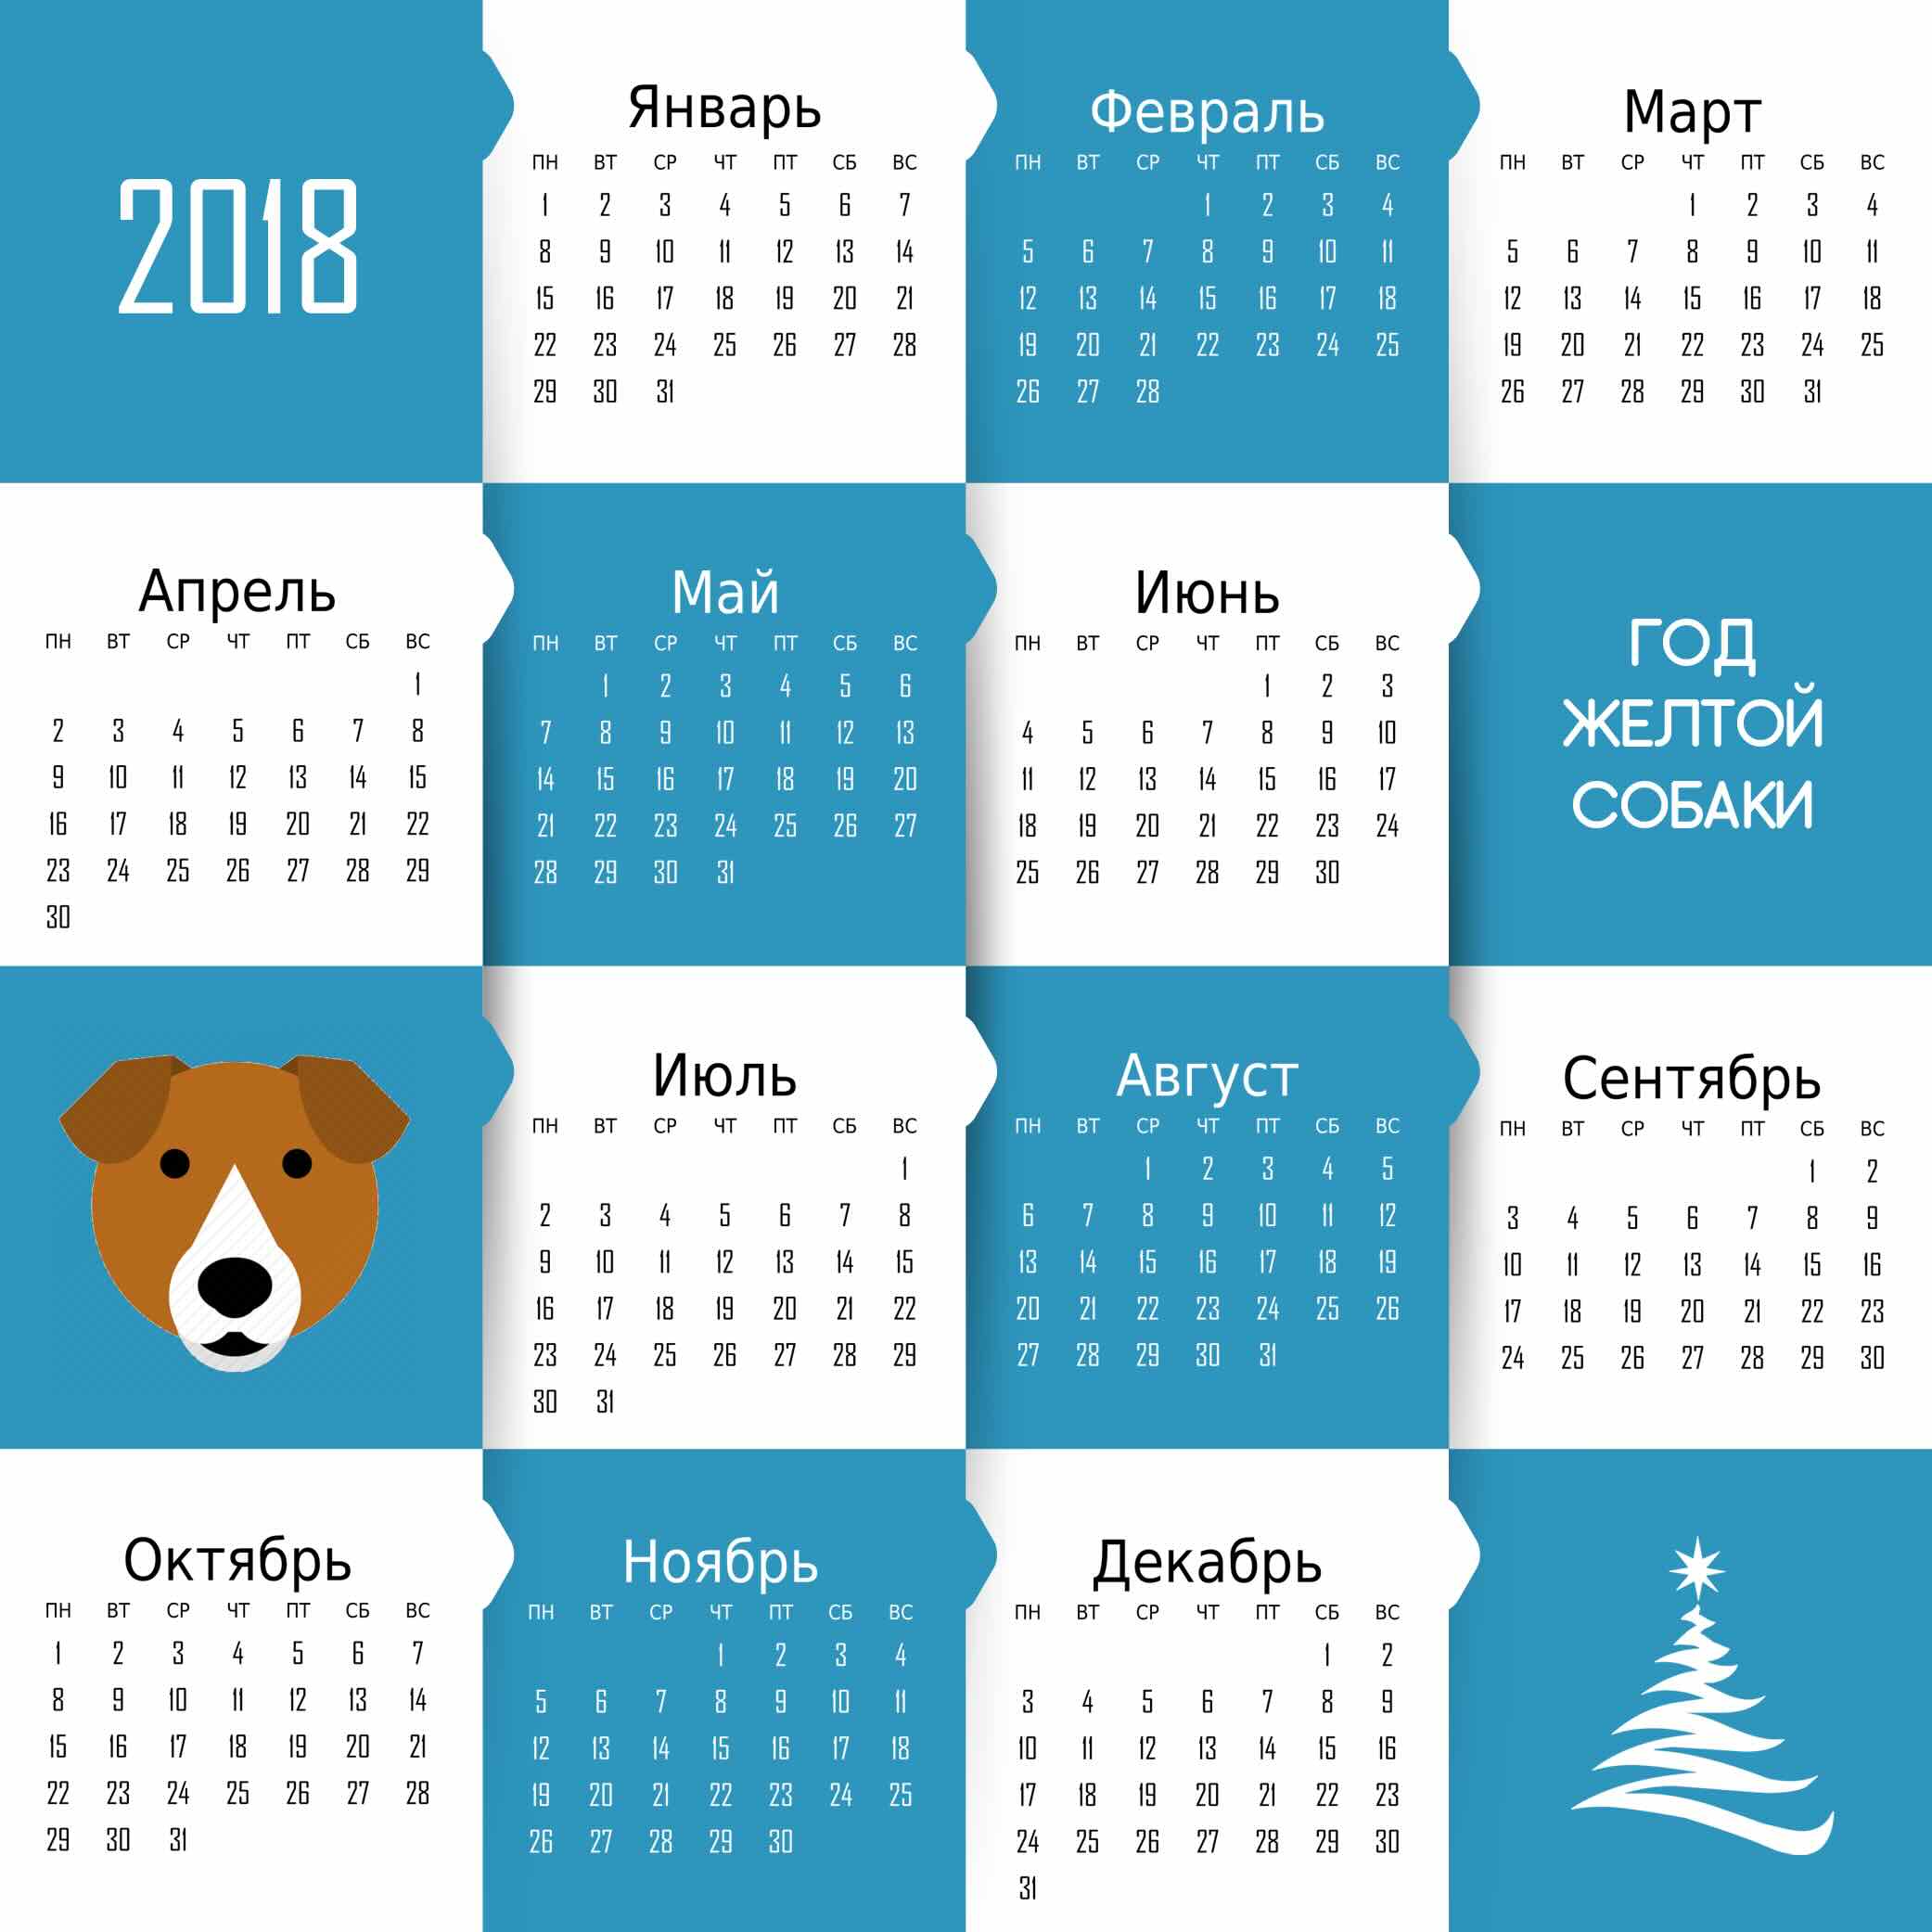 2018
Январь
ПН ВТ СР ЧТ ПТ СБ ВС
1 2 3 4 5 6 7
8 9 10 11 12 13 14
15 16 17 18 19 20 21
22 23 24 25 26 27 28
29 30 31
Февраль
ПН ВТ СР ЧТ ПТ СБ ВС
1 2 3 4
5 6 7 8 9 10 11
12 13 14 15 16 17 18
19 20 21 22 23 24 25
26 27 28
Март
ПН ВТ СР ЧТ ПТ СБ ВС
1 2 3 4
5 6 7 8 9 10 11
12 13 14 15 16 17 18
19 20 21 22 23 24 25
26 27 28 29 30 31
Апрель
ПН ВТ СР ЧТ ПТ СБ ВС
1
2 3 4 5 6 7 8
9 10 11 12 13 14 15
16 17 18 19 20 21 22
23 24 25 26 27 28 29
30
Май
ПН ВТ СР ЧТ ПТ СБ ВС
1 2 3 4 5 6
7 8 9 10 11 12 13
14 15 16 17 18 19 20
21 22 23 24 25 26 27
28 29 30 31
Июнь
ПН ВТ СР ЧТ ПТ СБ ВС
1 2 3
4 5 6 7 8 9 10
11 12 13 14 15 16 17
18 19 20 21 22 23 24
25 26 27 28 29 30
ГОД
ЖЕЛТОЙ
СОБАКИ
Июль
ПН ВТ СР ЧТ ПТ СБ ВС
1
2 3 4 5 6 7 8
9 10 11 12 13 14 15
16 17 18 19 20 21 22
23 24 25 26 27 28 29
30 31
Август
ПН ВТ СР ЧТ ПТ СБ ВС
1 2 3 4 5
6 7 8 9 10 11 12
13 14 15 16 17 18 19
20 21 22 23 24 25 26
27 28 29 30 31
Сентябрь
ПН ВТ СР ЧТ ПТ СБ ВС
1 2
3 4 5 6 7 8 9
10 11 12 13 14 15 16
17 18 19 20 21 22 23
24 25 26 27 28 29 30
Октябрь
ПН ВТ СР ЧТ ПТ СБ ВС
1 2 3 4 5 6 7
8 9 10 11 12 13 14
15 16 17 18 19 20 21
22 23 24 25 26 27 28
29 30 31
Ноябрь
ПН ВТ СР ЧТ ПТ СБ ВС
1 2 3 4
5 6 7 8 9 10 11
12 13 14 15 16 17 18
19 20 21 22 23 24 25
26 27 28 29 30
Декабрь
ПН ВТ СР ЧТ ПТ СБ ВС
1 2
3 4 5 6 7 8 9
10 11 12 13 14 15 16
17 18 19 20 21 22 23
24 25 26 27 28 29 30
31